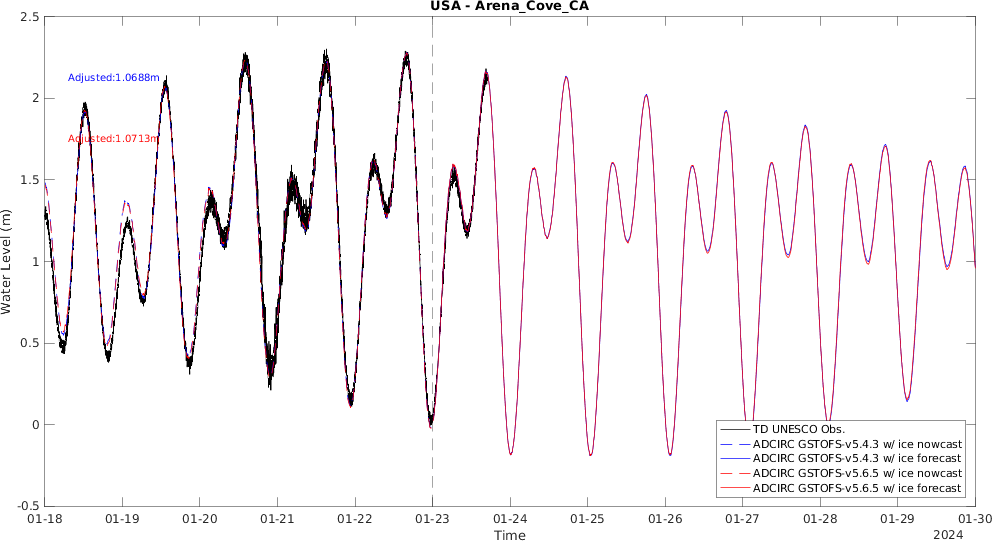 USA - Arena_Cove_CA
2.5
2
1.5
1
0.5
0
-0.5
Water Level (m)
Adjusted:1.0688m
Adjusted:1.0713m
TD UNESCO Obs.
ADCIRC GSTOFS-v5.4.3 w/ ice nowcast
ADCIRC GSTOFS-v5.4.3 w/ ice forecast
ADCIRC GSTOFS-v5.6.5 w/ ice nowcast
ADCIRC GSTOFS-v5.6.5 w/ ice forecast
01-18 01-19 01-20 01-21 01-22 01-23 01-24 01-25 01-26 01-27 01-28 01-29 01-30
Time
2024